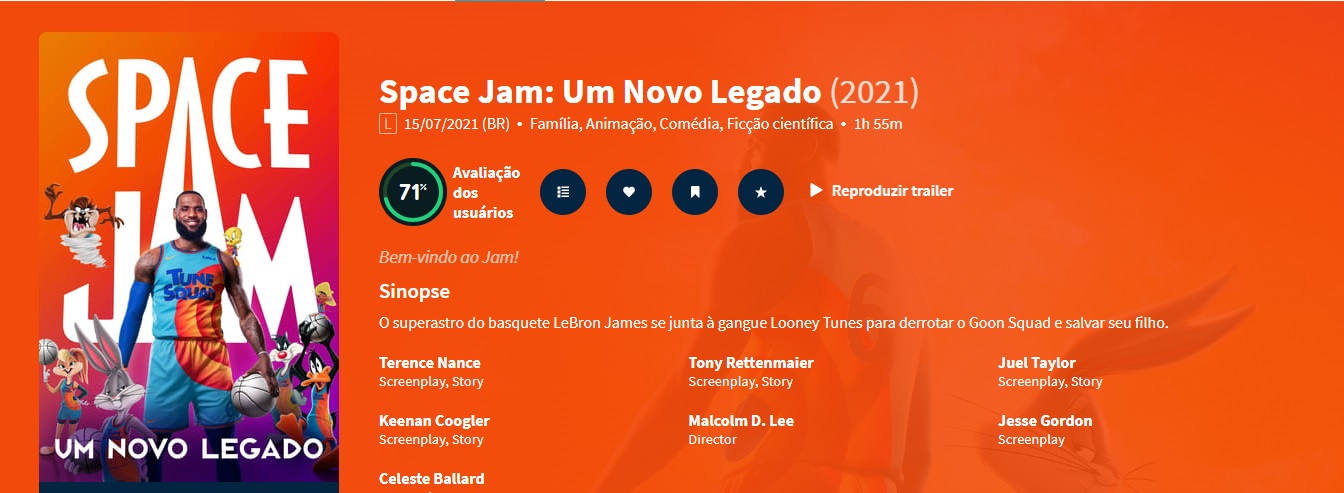 SPACE
JAM
TUNE
SQUAD
UM NOVO LEGADO
Space Jam: Um Novo Legado (2021)
L 15/07/2021 (BR) • Família, Animação, Comédia, Ficção científica • 1h 55m
71%
Avaliação
dos
usuários
Reproduzir trailer
Bem-vindo ao Jam!
Sinopse
O superastro do basquete LeBron James se junta à gangue Looney Tunes para derrotar o Goon Squad e salvar seu filho.
Terence Nance
Screenplay, Story
Tony Rettenmaier
Screenplay, Story
Juel Taylor
Screenplay, Story
Keenan Coogler
Screenplay, Story
Malcolm D. Lee
Director
Jesse Gordon
Screenplay
Celeste Ballard
6